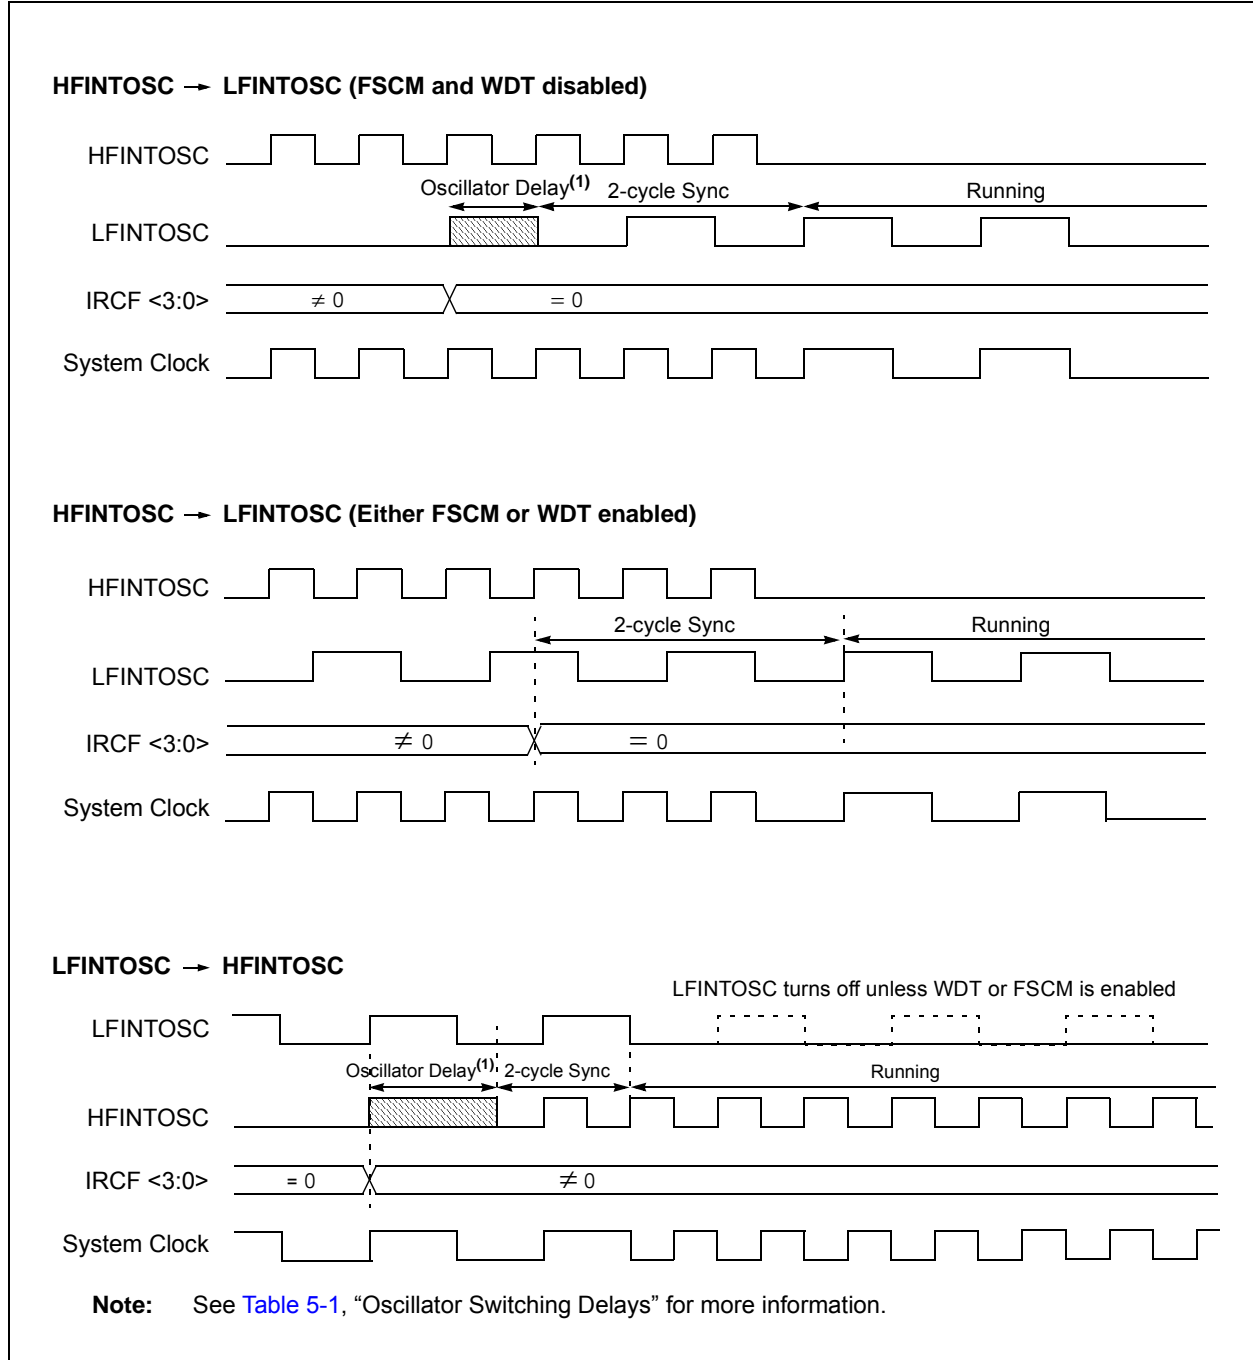 HFINTOSC → LFINTOSC (FSCM and WDT disabled)
HFINTOSC
Oscillator Delay(1) 2-cycle Sync Running
LFINTOSC
IRCF <3:0> ≠ 0 = 0
System Clock
HFINTOSC → LFINTOSC (Either FSCM or WDT enabled)
HFINTOSC
2-cycle Sync Running
LFINTOSC
IRCF <3:0> ≠ 0 = 0
System Clock
LFINTOSC → HFINTOSC
LFINTOSC turns off unless WDT or FSCM is enabled
LFINTOSC
Oscillator Delay(1) 2-cycle Sync Running
HFINTOSC
IRCF <3:0> = 0 ≠ 0
System Clock
Note: See Table 5-1, “Oscillator Switching Delays” for more information.